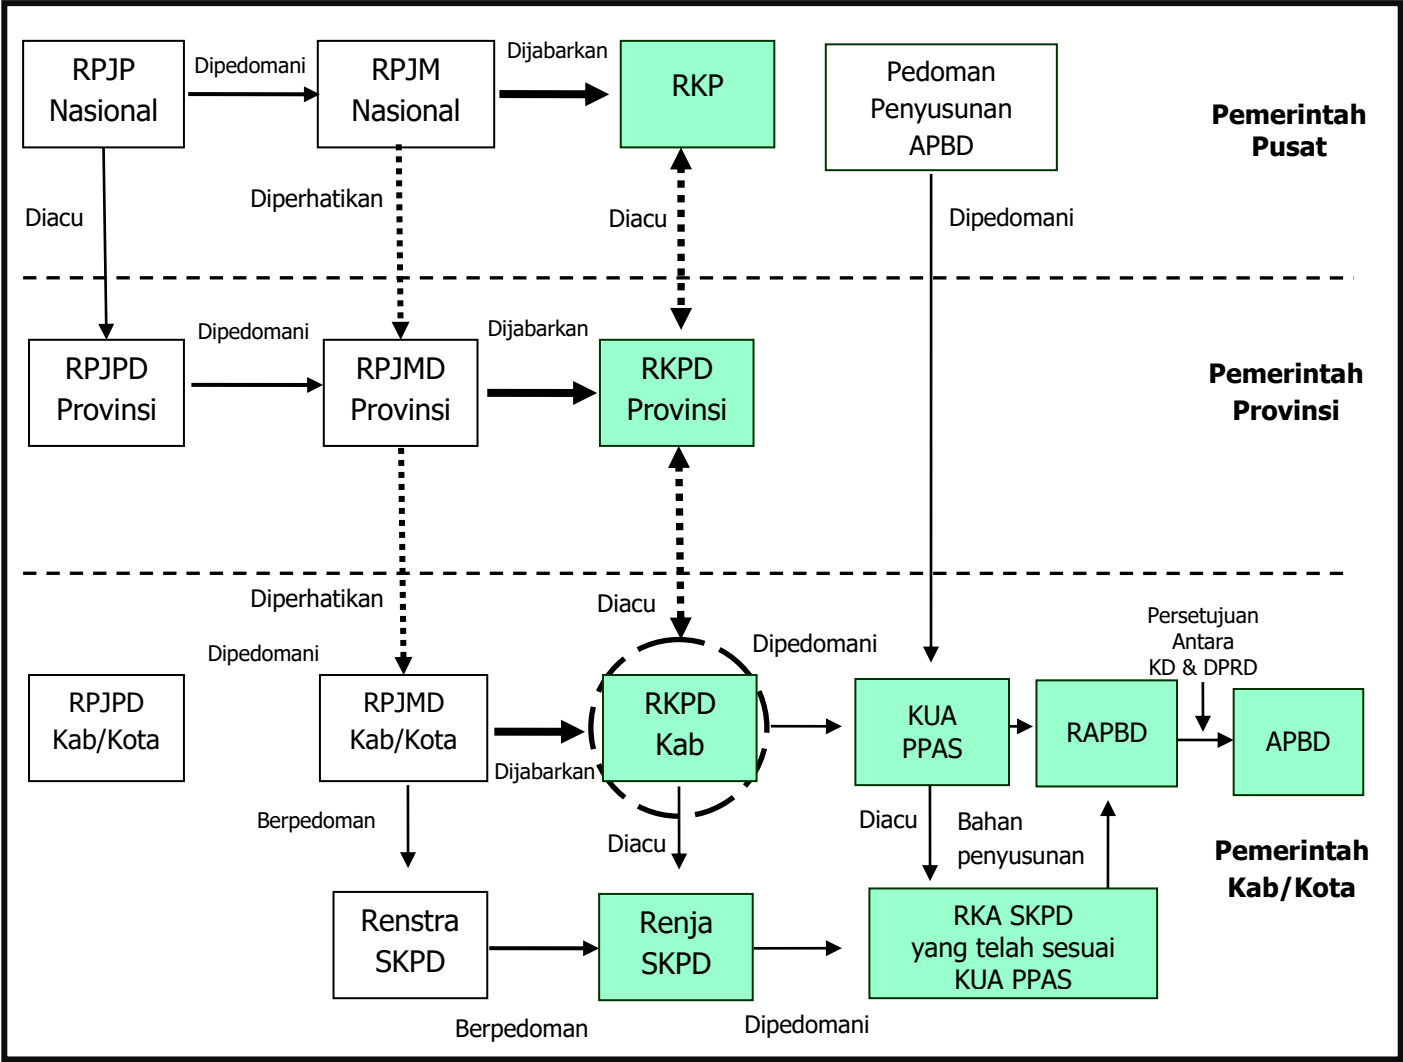 RPJP
Nasional
Dipedomani
RPJM
Nasional
Dijabarkan
RKP
Pedoman
Penyusunan
APBD
Pemerintah
Pusat
Diacu
Diperhatikan
Diacu
Dipedomani
RPJPD
Provinsi
Dipedomani
RPJMD
Provinsi
Dijabarkan
RKPD
Provinsi
Pemerintah
Provinsi
Diperhatikan
Diacu
Dipedomani
Dipedomani
Persetujuan
Antara
KD & DPRD
RPJPD
Kab/Kota
RPJMD
Kab/Kota
Dijabarkan
RKPD
Kab
KUA
PPAS
RAPBD
APBD
Berpedoman
Diacu
Diacu
Bahan
penyusunan
Pemerintah
Kab/Kota
Renstra
SKPD
Renja
SKPD
RKA SKPD
yang telah sesuai
KUA PPAS
Berpedoman
Dipedomani